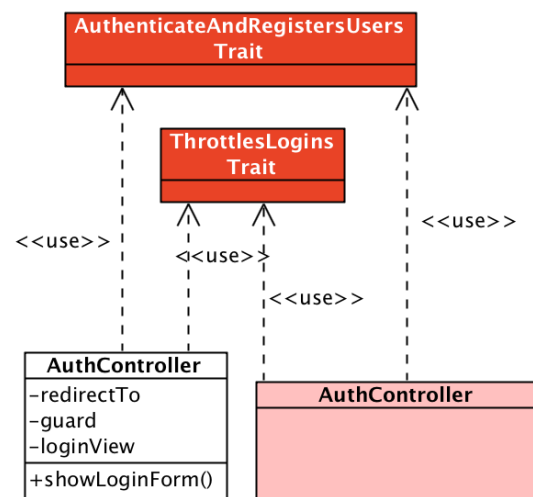 AuthenticateAndRegistersUsers
Trait
ThrottlesLogins
Trait
<<use>>
<<use>>
<<use>>
<<use>>
AuthController
-redirectTo
-guard
-loginView
+showLoginForm()
AuthController